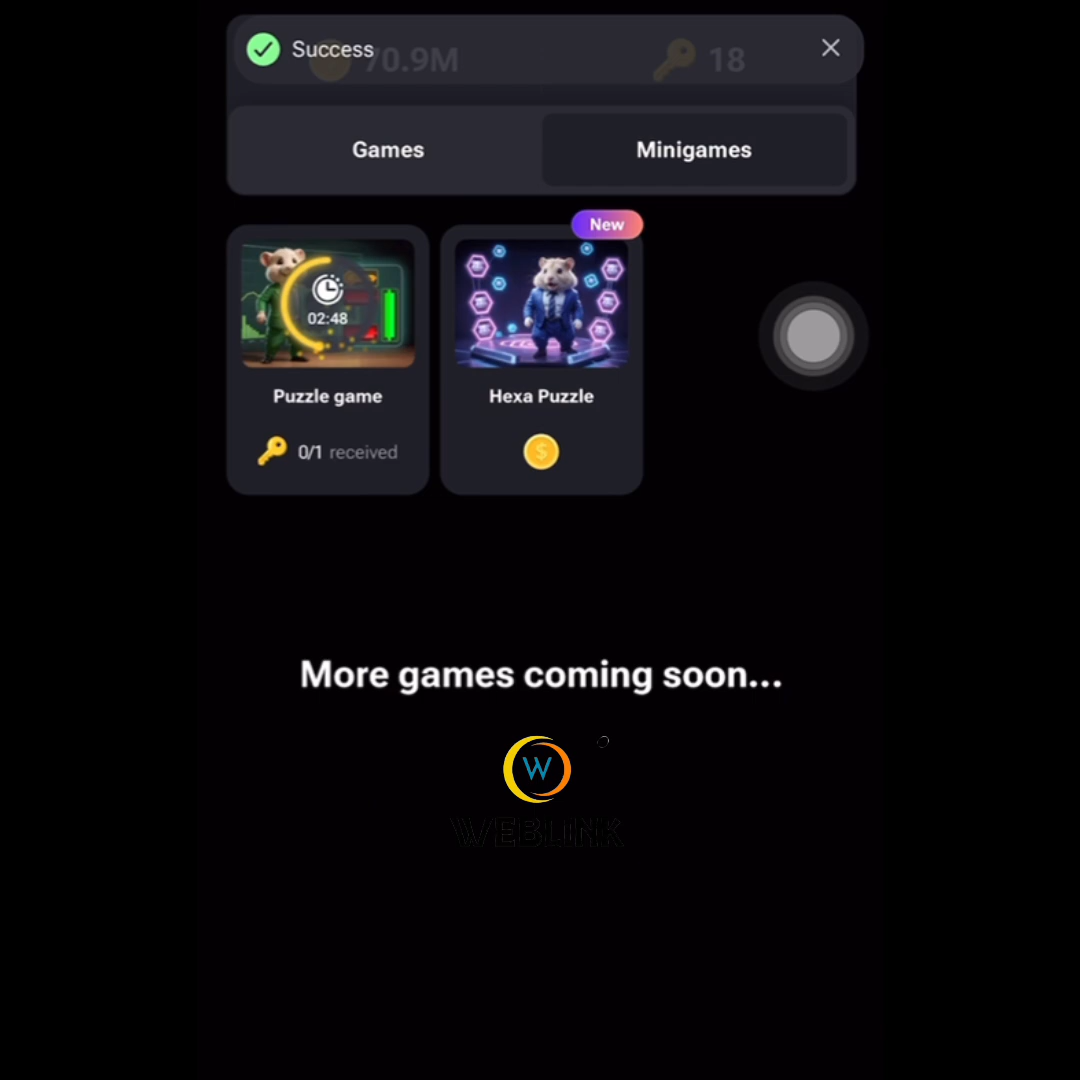 Success
70.9M
18
Games
Minigames
New
02:48
Puzzle game
Hexa Puzzle
0/1 received
More games coming soon...
W
WEBLINK